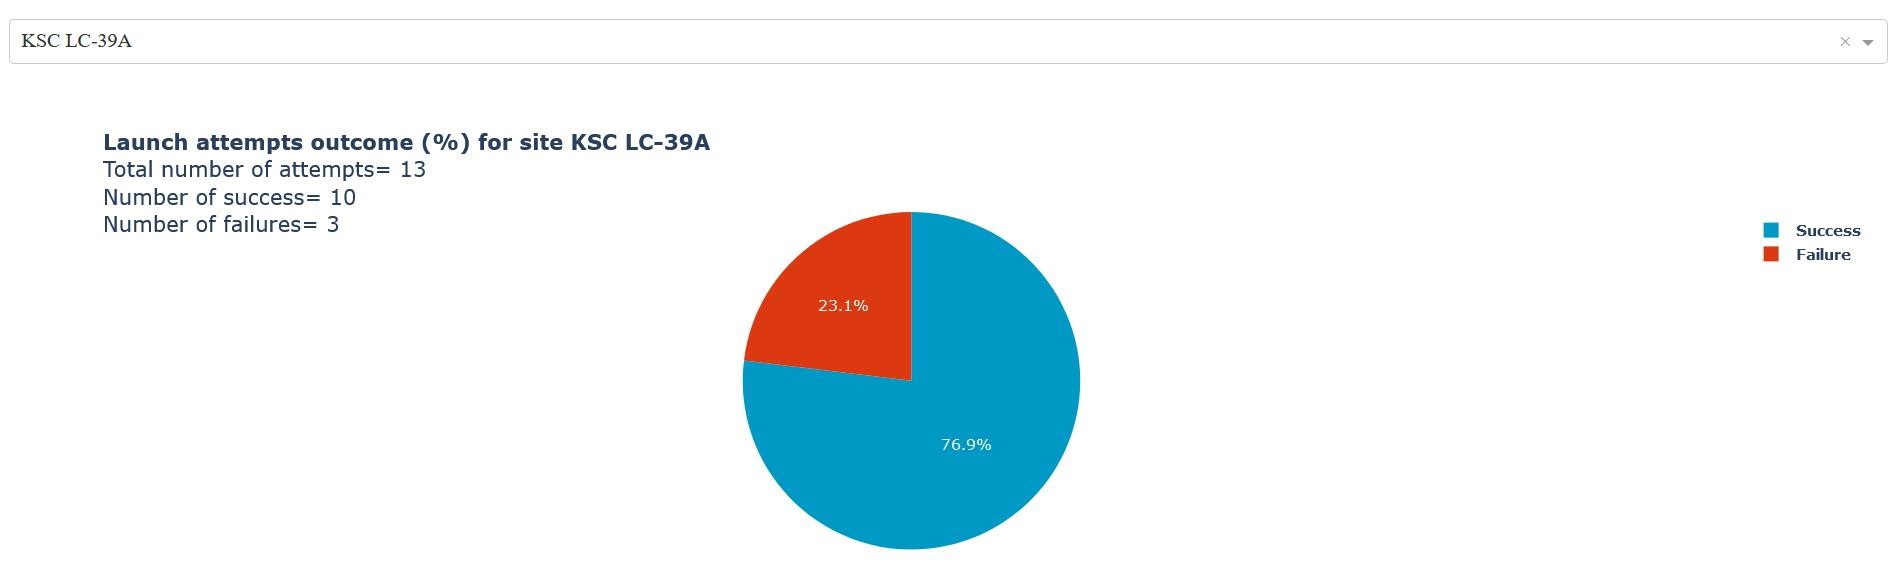 KSC LC-39A
Launch attempts outcome (%) for site KSC LC-39A
Total number of attempts= 13
Number of success= 10
Number of failures= 3
Success
Failure
23.1%
76.9%